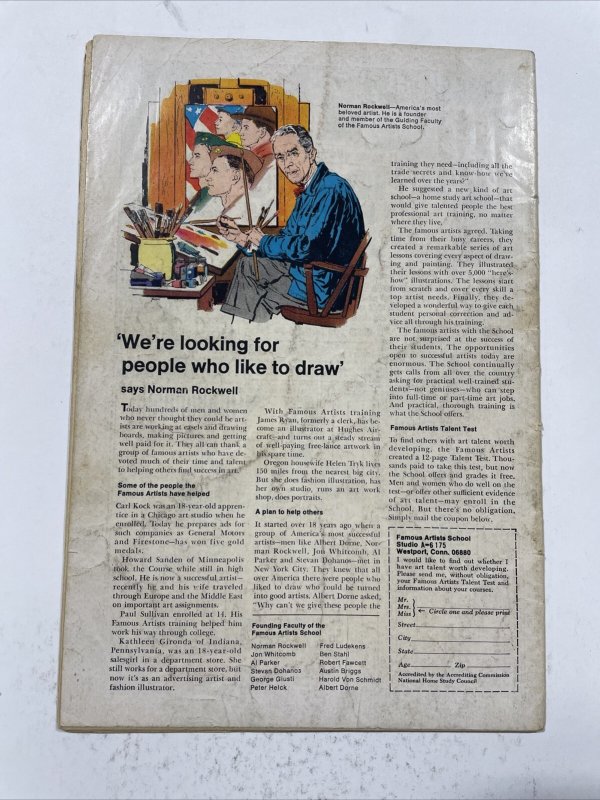 Norman Rockwell—America's most
beloved artist. He is a founder
and member of the Guiding Faculty
of the Famous Artists School.
'We're looking for
people who like to draw'
says Norman Rockwell
Today hundreds of men and women
who never thought they could be art-
ists are working at easels and drawing
boards, making pictures and getting
well paid for it. They all can thank a
group of famous artists who have de-
voted much of their time and talent
to helping others find success in art.
Some of the people the
Famous Artists have helped
Carl Kock was an 18-year-old appren-
tice in a Chicago art studio when he
enrolled. Today he prepares ads for
such companies as General Motors
and Firestone—has won five gold
medals.
Howard Sanden of Minneapolis
took the Course while still in high
school. He is now a successful artist—
recently he and his wife traveled
through Europe and the Middle East
on important art assignments.
Paul Sullivan enrolled at 14. His
Famous Artists training helped him
work his way through college.
Kathleen Gironda of Indiana,
Pennsylvania, was an 18-year-old
salesgirl in a department store. She
still works for a department store, but
now it's as an advertising artist and
fashion illustrator.
With Famous Artists training
James Ryan, formerly a clerk, has be-
come an illustrator at Hughes Air-
craft—and turns out a steady stream
of well-paying free-lance artwork in
his spare time.
Oregon housewife Helen Tryk lives
150 miles from the nearest big city.
But she does fashion illustration, has
her own studio, runs an art work
shop, does portraits.
A plan to help others
It started over 18 years ago when a
group of America's most successful
artists—men like Albert Dorne, Nor-
man Rockwell, Jon Whitcomb, Al
Parker and Stevan Dohanos—met in
New York City. They knew that all
over America there were people who
liked to draw who could be turned
into good artists. Albert Dorne asked,
"Why can't we give these people the
Founding Faculty of the
Famous Artists School
Norman Rockwell
Jon Whitcomb
Al Parker
Stevan Dohanos
George Giusti
Peter Helck
Fred Ludekens
Ben Stahl
Robert Fawcett
Austin Briggs
Harold Von Schmidt
Albert Dorne
training they need—including all the
trade secrets and know-how we've
learned over the years?"
He suggested a new kind of art
school—a home study art school—that
would give talented people the best
professional art training, no matter
where they live.
The famous artists agreed. Taking
time from their busy careers, they
created a remarkable series of art
lessons covering every aspect of draw-
ing and painting. They illustrated
their lessons with over 5,000 "here's-
how" illustrations. The lessons start
from scratch and cover every skill a
top artist needs. Finally, they de-
veloped a wonderful way to give each
student personal correction and ad-
vice all through his training.
The famous artists with the School
are not surprised at the success of
their students. The opportunities
open to successful artists today are
enormous. The School continually
gets calls from all over the country
asking for practical well-trained stu-
dents—not geniuses—who can step
into full-time or part-time art jobs.
And practical, thorough training is
what the School offers.
Famous Artists Talent Test
To find others with art talent worth
developing, the Famous Artists
created a 12-page Talent Test. Thou-
sands paid to take this test, but now
the School offers and grades it free.
Men and women who do well on the
test—or offer other sufficient evidence
of art talent—may enroll in the
School. But there's no obligation.
Simply mail the coupon below.
Famous Artists School
Studio A-6 175
Westport, Conn. 06880
I would like to find out whether I
have art talent worth developing.
Please send me, without obligation,
your Famous Artists Talent Test and
information about your courses.
Mr.
Mrs.
Miss
← Circle one and please print
Street
City
State
Age Zip
Accredited by the Accrediting Commission
National Home Study Council